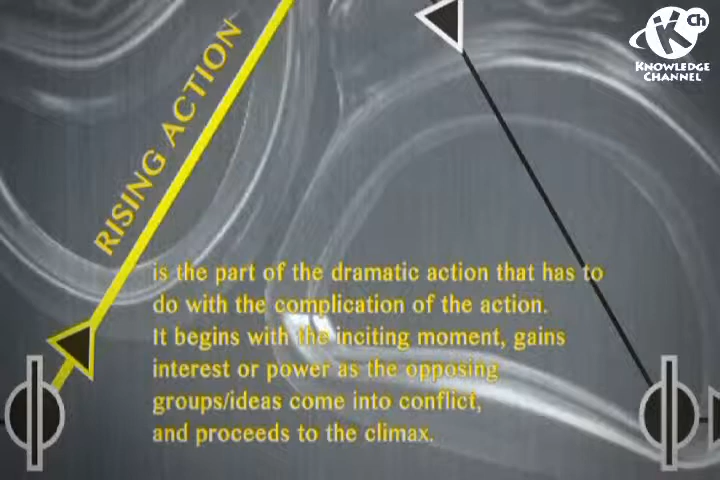 K Ch
KNOWLEDGE
CHANNEL
RISING ACTION
is the part of the dramatic action that has to
do with the complication of the action.
It begins with the inciting moment, gains
interest or power as the opposing
groups/ideas come into conflict,
and proceeds to the climax.